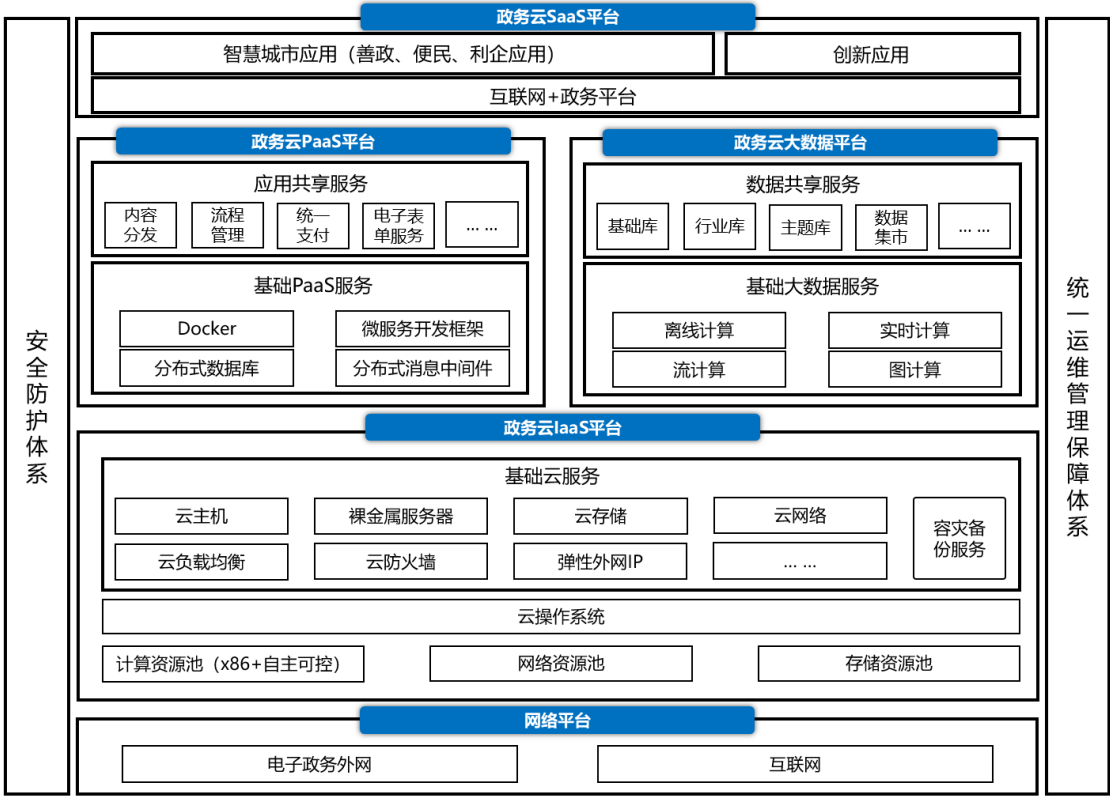 政务云SaaS平台
智慧城市应用（善政、便民、利企应用）
创新应用
互联网+政务平台
政务云PaaS平台
应用共享服务
内容
分发
流程
管理
统一
支付
电子表
单服务
... ...
基础PaaS服务
Docker
微服务开发框架
分布式数据库
分布式消息中间件
政务云大数据平台
数据共享服务
基础库
行业库
主题库
数据
集市
... ...
基础大数据服务
离线计算
实时计算
流计算
图计算
政务云IaaS平台
基础云服务
云主机
裸金属服务器
云存储
云网络
云负载均衡
云防火墙
弹性外网IP
... ...
容灾备
份服务
云操作系统
计算资源池（x86+自主可控）
网络资源池
存储资源池
网络平台
电子政务外网
互联网
安全防护体系
统一运维管理保障体系